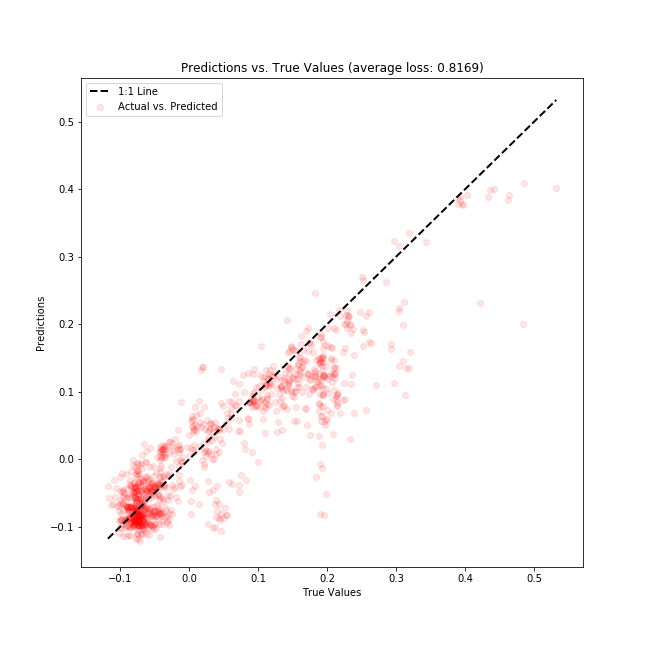 Predictions vs. True Values (average loss: 0.8169)
1:1 Line
Actual vs. Predicted
Predictions
0.5
0.4
0.3
0.2
0.1
0.0
−0.1
−0.1 0.0 0.1 0.2 0.3 0.4 0.5
True Values